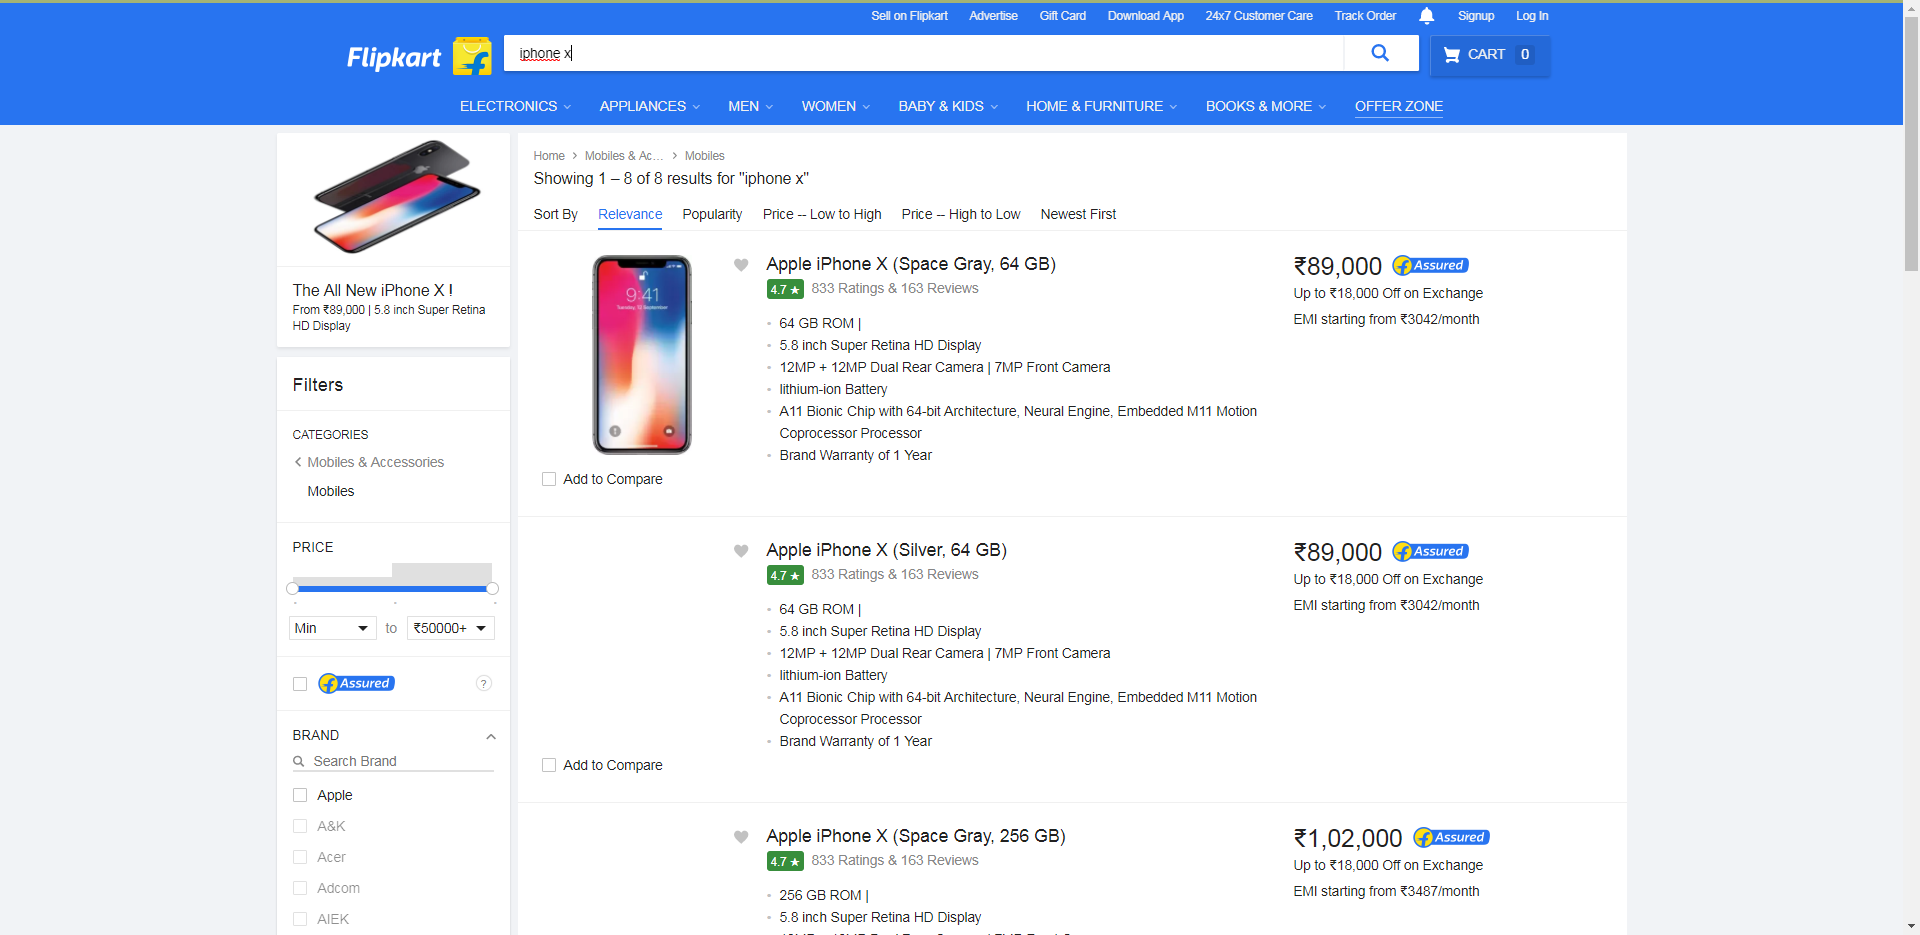 Sell on Flipkart Advertise Gift Card Download App 24x7 Customer Care Track Order Signup Log In
Flipkart
iphone x
CART 0
ELECTRONICS APPLIANCES MEN WOMEN BABY & KIDS HOME & FURNITURE BOOKS & MORE OFFER ZONE
The All New iPhone X !
From ₹89,000 | 5.8 inch Super Retina
HD Display
Filters
CATEGORIES
Mobiles & Accessories
Mobiles
PRICE
Min to ₹50000+
Assured ?
BRAND
Search Brand
Apple
A&K
Acer
Adcom
AIEK
Home > Mobiles & Ac... > Mobiles
Showing 1 – 8 of 8 results for "iphone x"
Sort By Relevance Popularity Price -- Low to High Price -- High to Low Newest First
9:41
Tuesday, 12 September
Add to Compare
Apple iPhone X (Space Gray, 64 GB)
4.7 ★ 833 Ratings & 163 Reviews
64 GB ROM |
5.8 inch Super Retina HD Display
12MP + 12MP Dual Rear Camera | 7MP Front Camera
lithium-ion Battery
A11 Bionic Chip with 64-bit Architecture, Neural Engine, Embedded M11 Motion
Coprocessor Processor
Brand Warranty of 1 Year
₹89,000 Assured
Up to ₹18,000 Off on Exchange
EMI starting from ₹3042/month
Add to Compare
Apple iPhone X (Silver, 64 GB)
4.7 ★ 833 Ratings & 163 Reviews
64 GB ROM |
5.8 inch Super Retina HD Display
12MP + 12MP Dual Rear Camera | 7MP Front Camera
lithium-ion Battery
A11 Bionic Chip with 64-bit Architecture, Neural Engine, Embedded M11 Motion
Coprocessor Processor
Brand Warranty of 1 Year
₹89,000 Assured
Up to ₹18,000 Off on Exchange
EMI starting from ₹3042/month
Apple iPhone X (Space Gray, 256 GB)
4.7 ★ 833 Ratings & 163 Reviews
256 GB ROM |
5.8 inch Super Retina HD Display
₹1,02,000 Assured
Up to ₹18,000 Off on Exchange
EMI starting from ₹3487/month